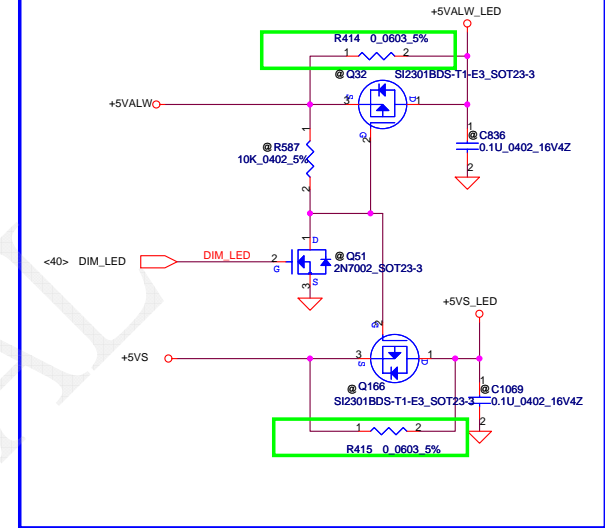 +5VALW_LED
R414 0_0603_5%
1 2
@Q32 SI2301BDS-T1-E3_SOT23-3
+5VALW
3 S D 1
G
2
1
@R587
10K_0402_5%
2
1
@C836
0.1U_0402_16V4Z
2
1 D
<40> DIM_LED DIM_LED 2 G
@Q51
2N7002_SOT23-3
3 S
+5VS_LED
G 2
+5VS
3 S D 1
@Q166
SI2301BDS-T1-E3_SOT23-3
1
@C1069
0.1U_0402_16V4Z
2
1 2
R415 0_0603_5%